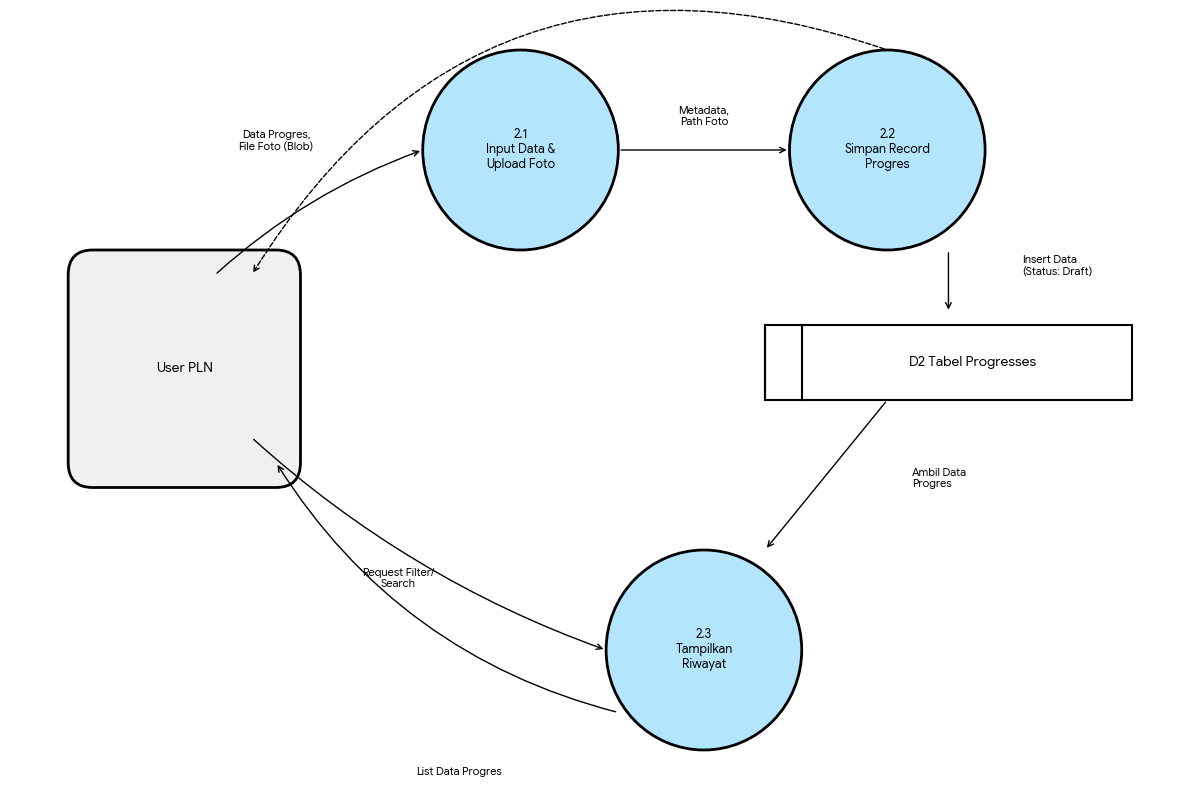 Metadata,
Path Foto
Data Progres,
File Foto (Blob)
2.1
Input Data &
Upload Foto
2.2
Simpan Record
Progres
Insert Data
(Status: Draft)
User PLN
D2 Tabel Progresses
Ambil Data
Progres
Request Filter/
Search
2.3
Tampilkan
Riwayat
List Data Progres